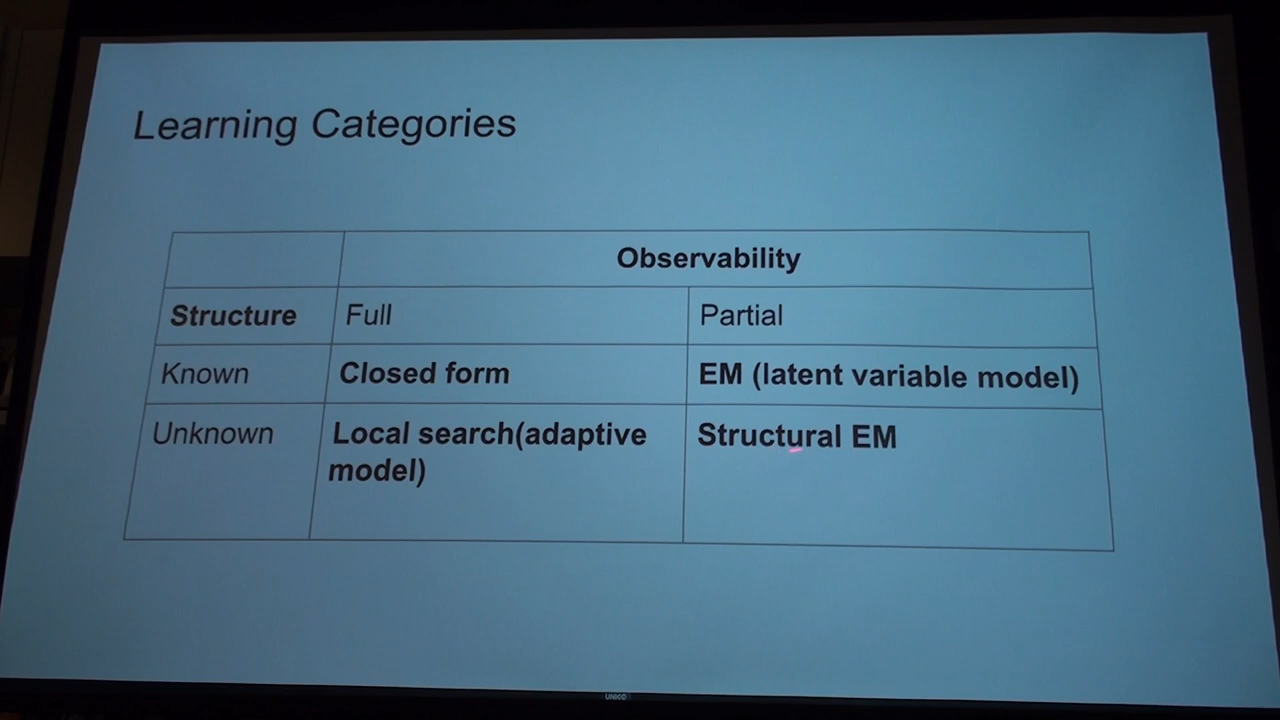 Learning Categories
Observability
Structure Full Partial
Known Closed form EM (latent variable model)
Unknown Local search(adaptive Structural EM
model)
UNIKO